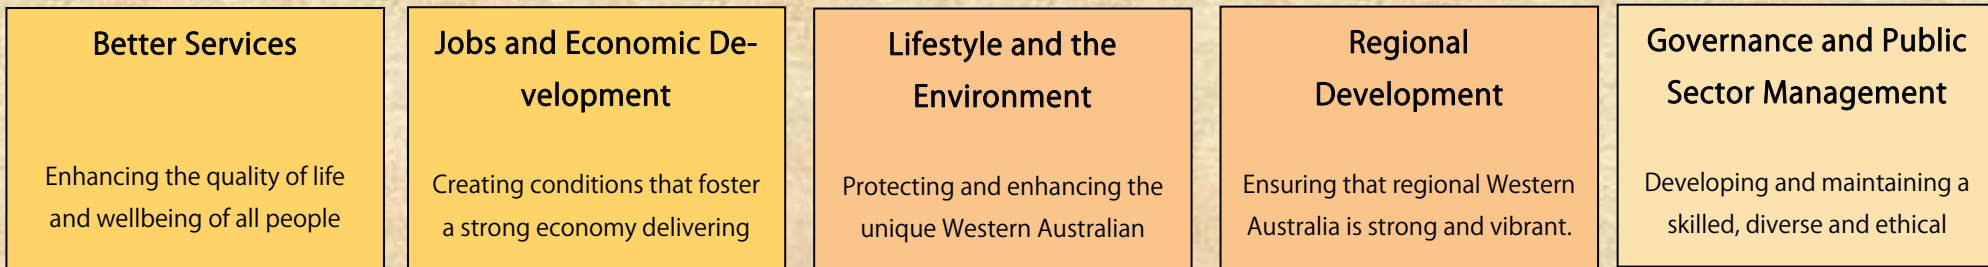 Better Services
Enhancing the quality of life
and wellbeing of all people
Jobs and Economic De-
velopment
Creating conditions that foster
a strong economy delivering
Lifestyle and the
Environment
Protecting and enhancing the
unique Western Australian
Regional
Development
Ensuring that regional Western
Australia is strong and vibrant.
Governance and Public
Sector Management
Developing and maintaining a
skilled, diverse and ethical